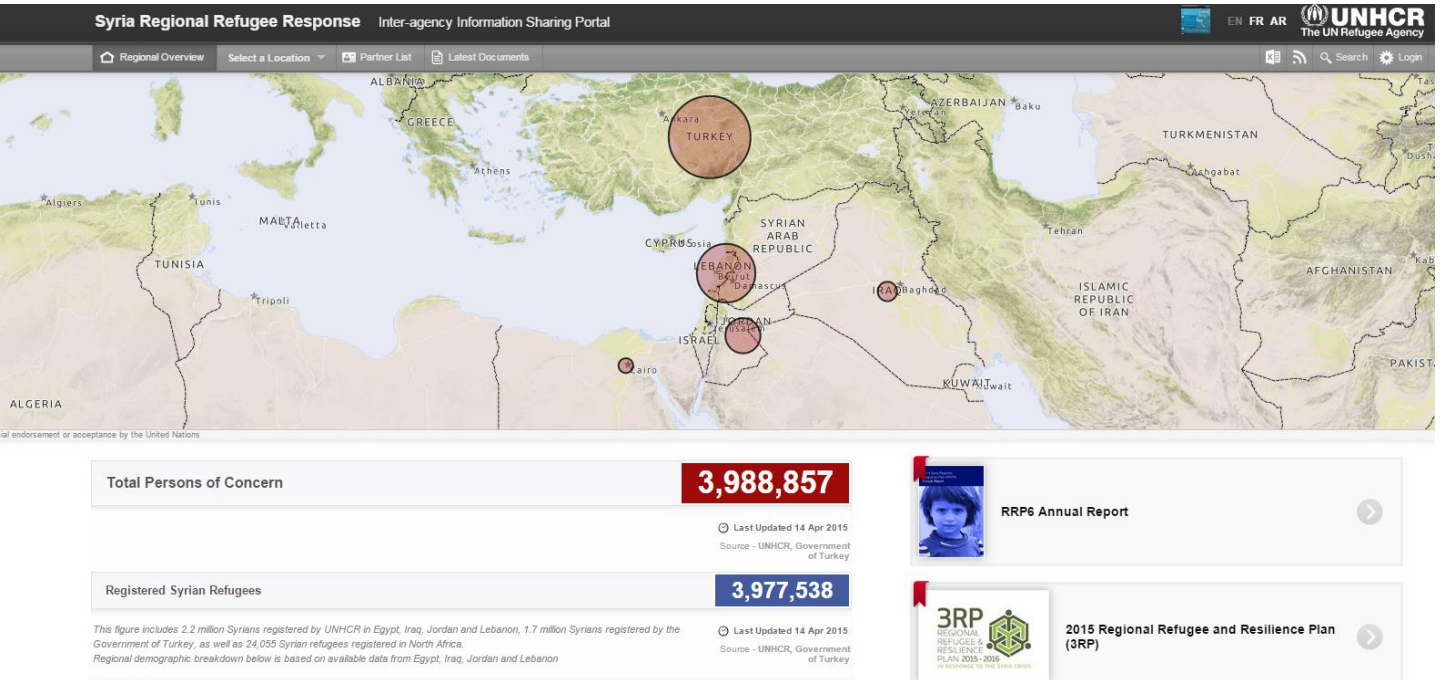 Syria Regional Refugee Response Inter-agency Information Sharing Portal
EN FR AR
UNHCR
The UN Refugee Agency
Regional Overview Select a Location Partner List Latest Documents
Search Login
ALBANIA
GREECE
Athens
Ankara
TURKEY
Yerevan
AZERBAIJAN
Baku
TURKMENISTAN
Ashgabat
Algiers
Tunis
MALTA
Valletta
TUNISIA
Tripoli
CYPRUS
SYRIAN
ARAB
REPUBLIC
LEBANON
Beirut
Damascus
IRAQ
Baghdad
Tehran
ISLAMIC
REPUBLIC
OF IRAN
AFGHANISTAN
JORDAN
Jerusalem
ISRAEL
Cairo
KUWAIT
PAKIST
ALGERIA
cial endorsement or acceptance by the United Nations
Total Persons of Concern
3,988,857
Last Updated 14 Apr 2015
Source - UNHCR, Government
of Turkey
Registered Syrian Refugees
3,977,538
This figure includes 2.2 million Syrians registered by UNHCR in Egypt, Iraq, Jordan and Lebanon, 1.7 million Syrians registered by the
Government of Turkey, as well as 24,055 Syrian refugees registered in North Africa.
Regional demographic breakdown below is based on available data from Egypt, Iraq, Jordan and Lebanon
Last Updated 14 Apr 2015
Source - UNHCR, Government
of Turkey
RRP6 Annual Report
3RP
REGIONAL
REFUGEE &
RESILIENCE
PLAN 2015-2016
IN RESPONSE TO THE SYRIA CRISIS
2015 Regional Refugee and Resilience Plan
(3RP)